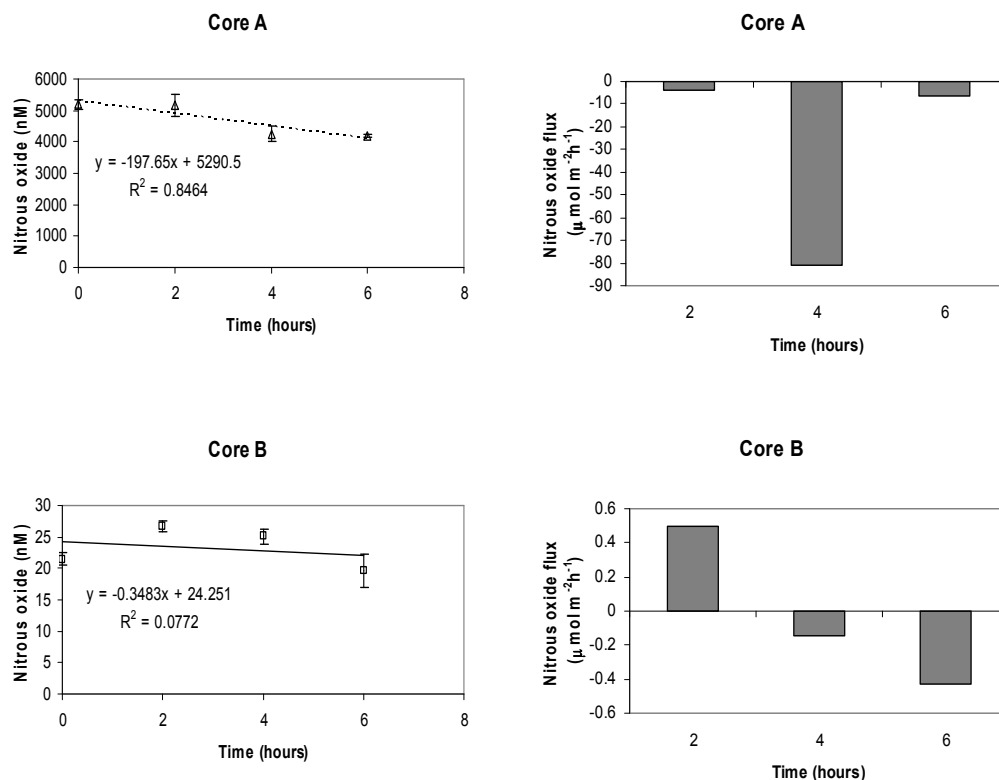 Core A
Nitrous oxide (nM)
6000
5000
4000
3000
2000
1000
0
y = -197.65x + 5290.5
R² = 0.8464
0 2 4 6 8
Time (hours)
Core A
Nitrous oxide flux
(μ mol m⁻²h⁻¹)
0
-10
-20
-30
-40
-50
-60
-70
-80
-90
2 4 6
Time (hours)
Core B
Nitrous oxide (nM)
30
25
20
15
10
5
0
y = -0.3483x + 24.251
R² = 0.0772
0 2 4 6 8
Time (hours)
Core B
Nitrous oxide flux
(μ mol m⁻²h⁻¹)
0.6
0.4
0.2
0
-0.2
-0.4
-0.6
2 4 6
Time (hours)